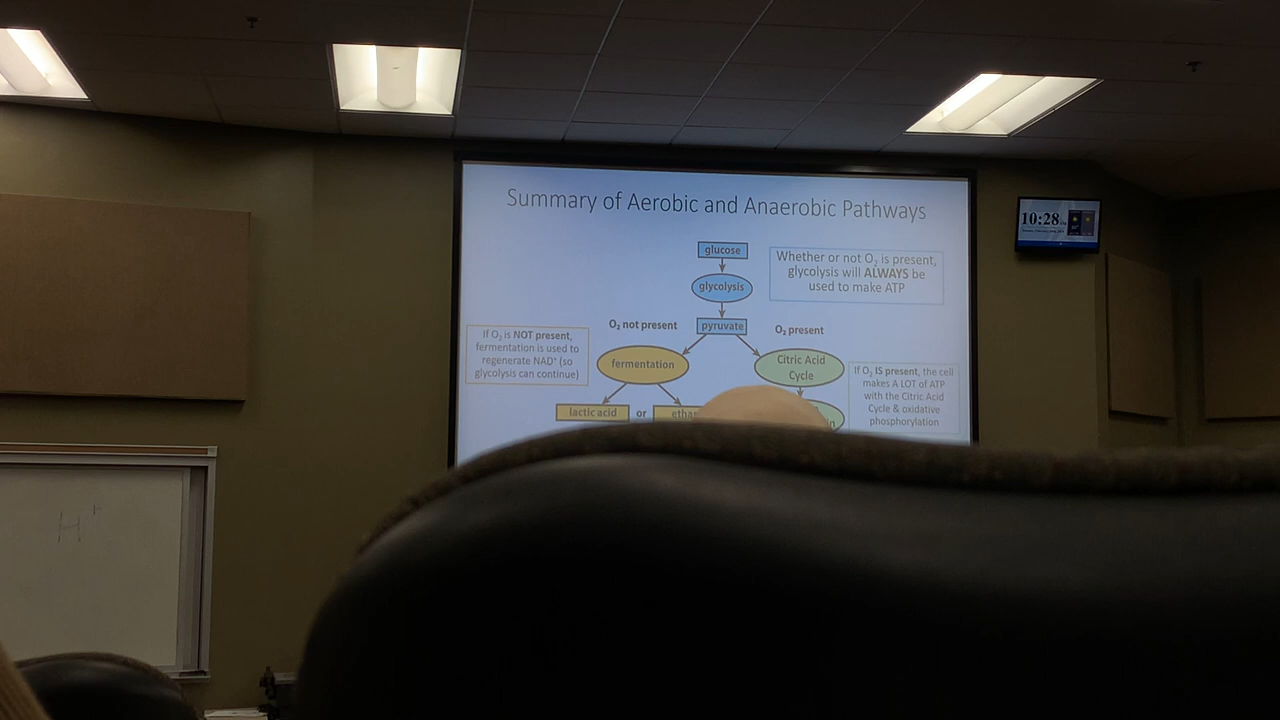 Summary of Aerobic and Anaerobic Pathways
glucose
Whether or not O₂ is present,
glycolysis will ALWAYS be
used to make ATP
glycolysis
O₂ not present
pyruvate
O₂ present
If O₂ is NOT present,
fermentation is used to
regenerate NAD⁺ (so
glycolysis can continue)
fermentation
Citric Acid
Cycle
If O₂ IS present, the cell
makes A LOT of ATP
with the Citric Acid
Cycle & oxidative
phosphorylation
lactic acid
or
10:28
H⁺